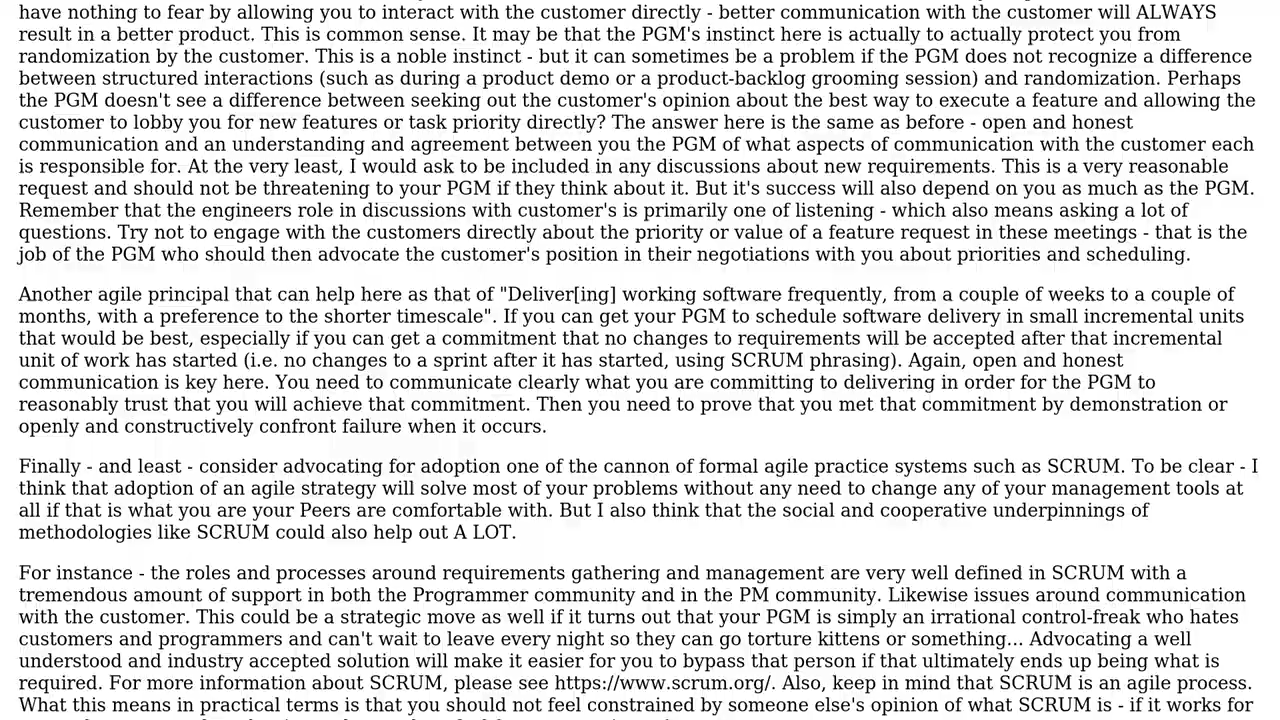 have nothing to fear by allowing you to interact with the customer directly - better communication with the customer will ALWAYS
result in a better product. This is common sense. It may be that the PGM's instinct here is actually to actually protect you from
randomization by the customer. This is a noble instinct - but it can sometimes be a problem if the PGM does not recognize a difference
between structured interactions (such as during a product demo or a product-backlog grooming session) and randomization. Perhaps
the PGM doesn't see a difference between seeking out the customer's opinion about the best way to execute a feature and allowing the
customer to lobby you for new features or task priority directly? The answer here is the same as before - open and honest
communication and an understanding and agreement between you the PGM of what aspects of communication with the customer each
is responsible for. At the very least, I would ask to be included in any discussions about new requirements. This is a very reasonable
request and should not be threatening to your PGM if they think about it. But it's success will also depend on you as much as the PGM.
Remember that the engineers role in discussions with customer's is primarily one of listening - which also means asking a lot of
questions. Try not to engage with the customers directly about the priority or value of a feature request in these meetings - that is the
job of the PGM who should then advocate the customer's position in their negotiations with you about priorities and scheduling.
Another agile principal that can help here as that of "Deliver[ing] working software frequently, from a couple of weeks to a couple of
months, with a preference to the shorter timescale". If you can get your PGM to schedule software delivery in small incremental units
that would be best, especially if you can get a commitment that no changes to requirements will be accepted after that incremental
unit of work has started (i.e. no changes to a sprint after it has started, using SCRUM phrasing). Again, open and honest
communication is key here. You need to communicate clearly what you are committing to delivering in order for the PGM to
reasonably trust that you will achieve that commitment. Then you need to prove that you met that commitment by demonstration or
openly and constructively confront failure when it occurs.
Finally - and least - consider advocating for adoption one of the cannon of formal agile practice systems such as SCRUM. To be clear - I
think that adoption of an agile strategy will solve most of your problems without any need to change any of your management tools at
all if that is what you are your Peers are comfortable with. But I also think that the social and cooperative underpinnings of
methodologies like SCRUM could also help out A LOT.
For instance - the roles and processes around requirements gathering and management are very well defined in SCRUM with a
tremendous amount of support in both the Programmer community and in the PM community. Likewise issues around communication
with the customer. This could be a strategic move as well if it turns out that your PGM is simply an irrational control-freak who hates
customers and programmers and can't wait to leave every night so they can go torture kittens or something... Advocating a well
understood and industry accepted solution will make it easier for you to bypass that person if that ultimately ends up being what is
required. For more information about SCRUM, please see https://www.scrum.org/. Also, keep in mind that SCRUM is an agile process.
What this means in practical terms is that you should not feel constrained by someone else's opinion of what SCRUM is - if it works for